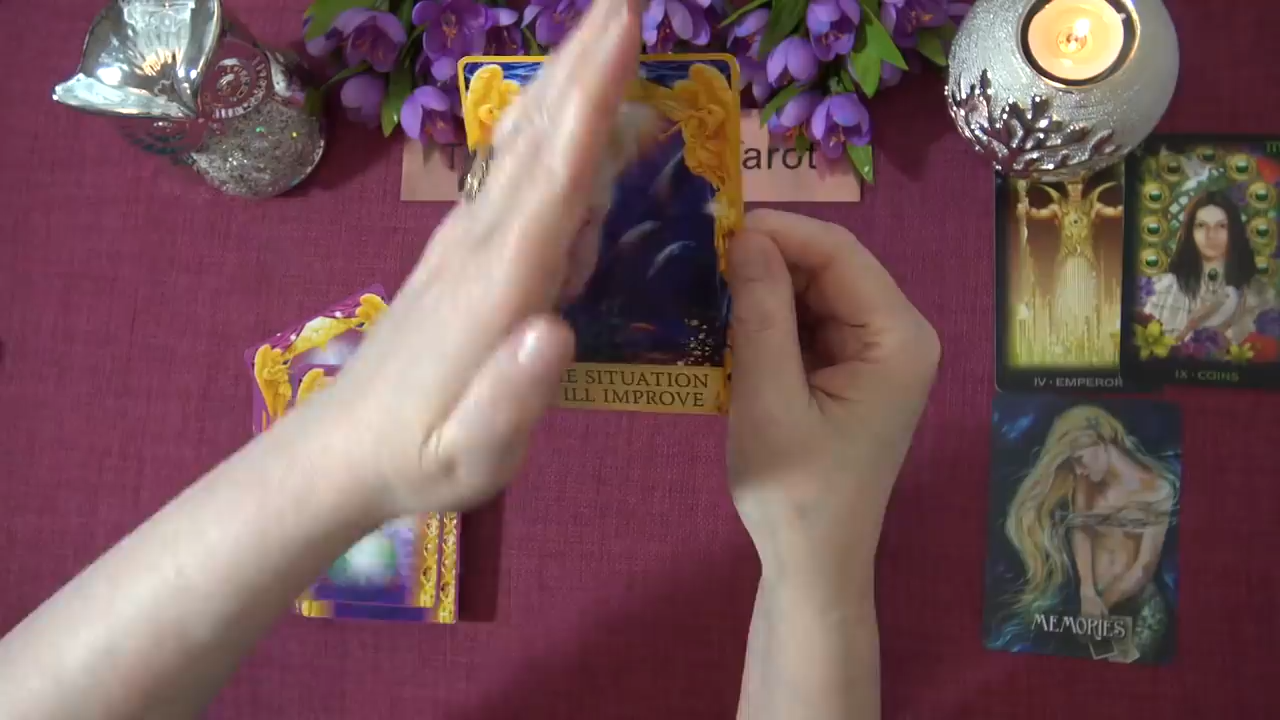 T arot
E SITUATION
ILL IMPROVE
IV · EMPEROR
IX · COINS
MEMORIES